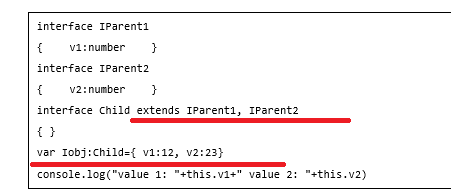 interface IParent1
{    v1:number    }
interface IParent2
{    v2:number    }
interface Child extends IParent1, IParent2
{ }
var Iobj:Child={ v1:12, v2:23}
console.log("value 1: "+this.v1+" value 2: "+this.v2)